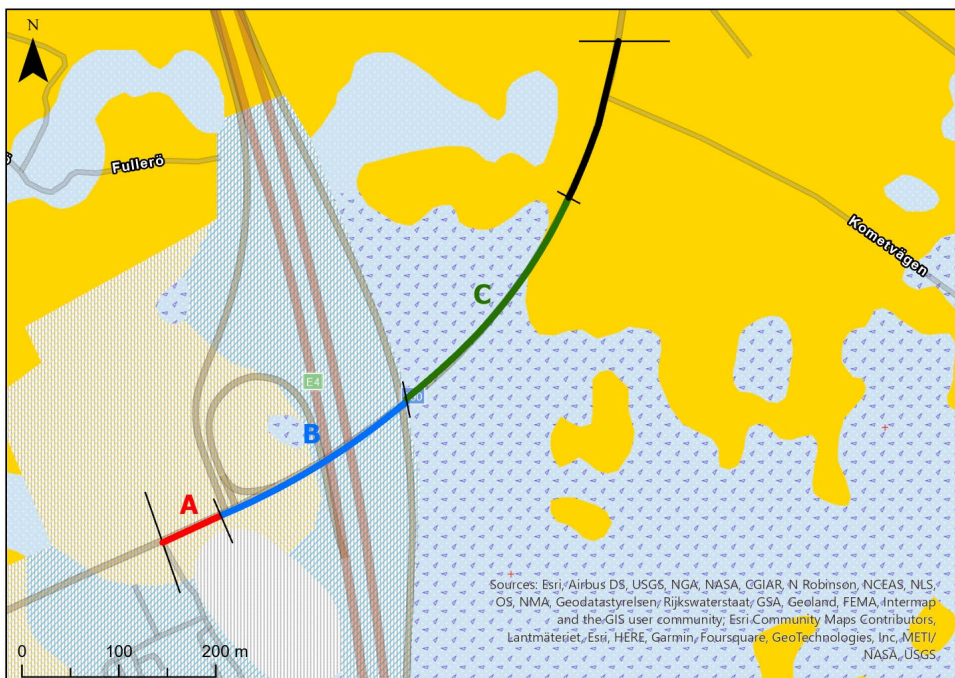 N
Fullerö
Kometvägen
C
E4
B
A
Sources: Esri, Airbus DS, USGS, NGA, NASA, CGIAR, N Robinson, NCEAS, NLS,
OS, NMA, Geodatastyrelsen, Rijkswaterstaat, GSA, Geoland, FEMA, Intermap
and the GIS user community; Esri Community Maps Contributors,
Lantmäteriet, Esri, HERE, Garmin, Foursquare, GeoTechnologies, Inc, METI/
NASA, USGS
0 100 200 m